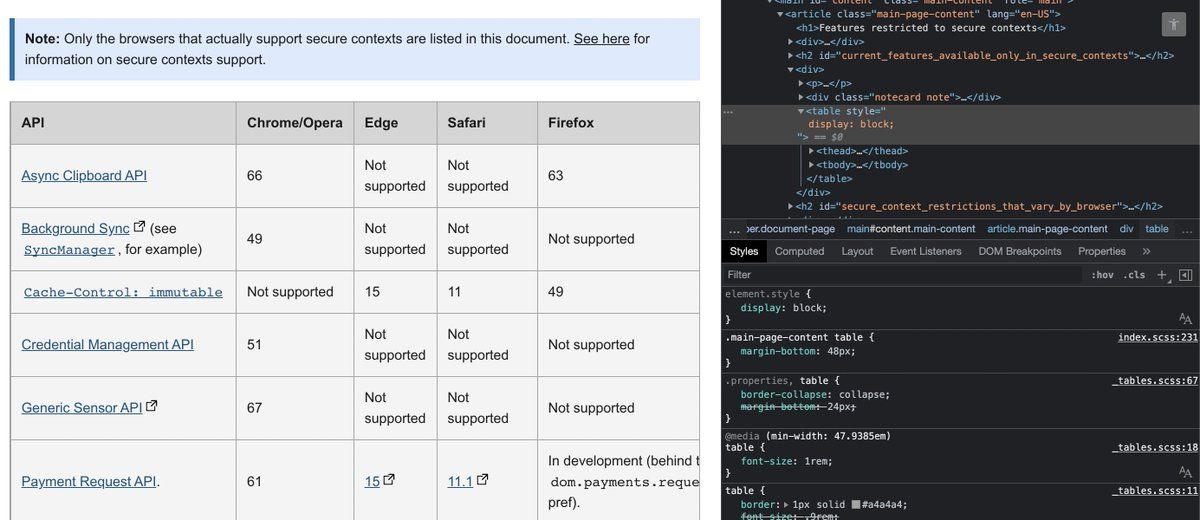 Note: Only the browsers that actually support secure contexts are listed in this document. See here for
information on secure contexts support.
API Chrome/Opera Edge Safari Firefox
Async Clipboard API 66 Not supported Not supported 63
Background Sync (see SyncManager, for example) 49 Not supported Not supported Not supported
Cache-Control: immutable Not supported 15 11 49
Credential Management API 51 Not supported Not supported Not supported
Generic Sensor API 67 Not supported Not supported Not supported
Payment Request API. 61 15 11.1 In development (behind t
dom.payments.reque
pref).
▼<article class="main-page-content" lang="en-US">
<h1>Features restricted to secure contexts</h1>
▶<div>…</div>
▶<h2 id="current_features_available_only_in_secure_contexts">…</h2>
▼<div>
▶<p>…</p>
▶<div class="notecard note">…</div>
… ▼<table style="
display: block;
"> == $0
▶<thead>…</thead>
▶<tbody>…</tbody>
</table>
</div>
▶<h2 id="secure_context_restrictions_that_vary_by_browser">…</h2>
… per.document-page main#content.main-content article.main-page-content div table …
Styles Computed Layout Event Listeners DOM Breakpoints Properties »
Filter :hov .cls +
element.style {
display: block;
}
.main-page-content table { index.scss:231
margin-bottom: 48px;
}
.properties, table { _tables.scss:67
border-collapse: collapse;
margin-bottom: 24px;
}
@media (min-width: 47.9385em)
table { _tables.scss:18
font-size: 1rem;
}
table { _tables.scss:11
border: ▶ 1px solid #a4a4a4;
font-size: .9rem;